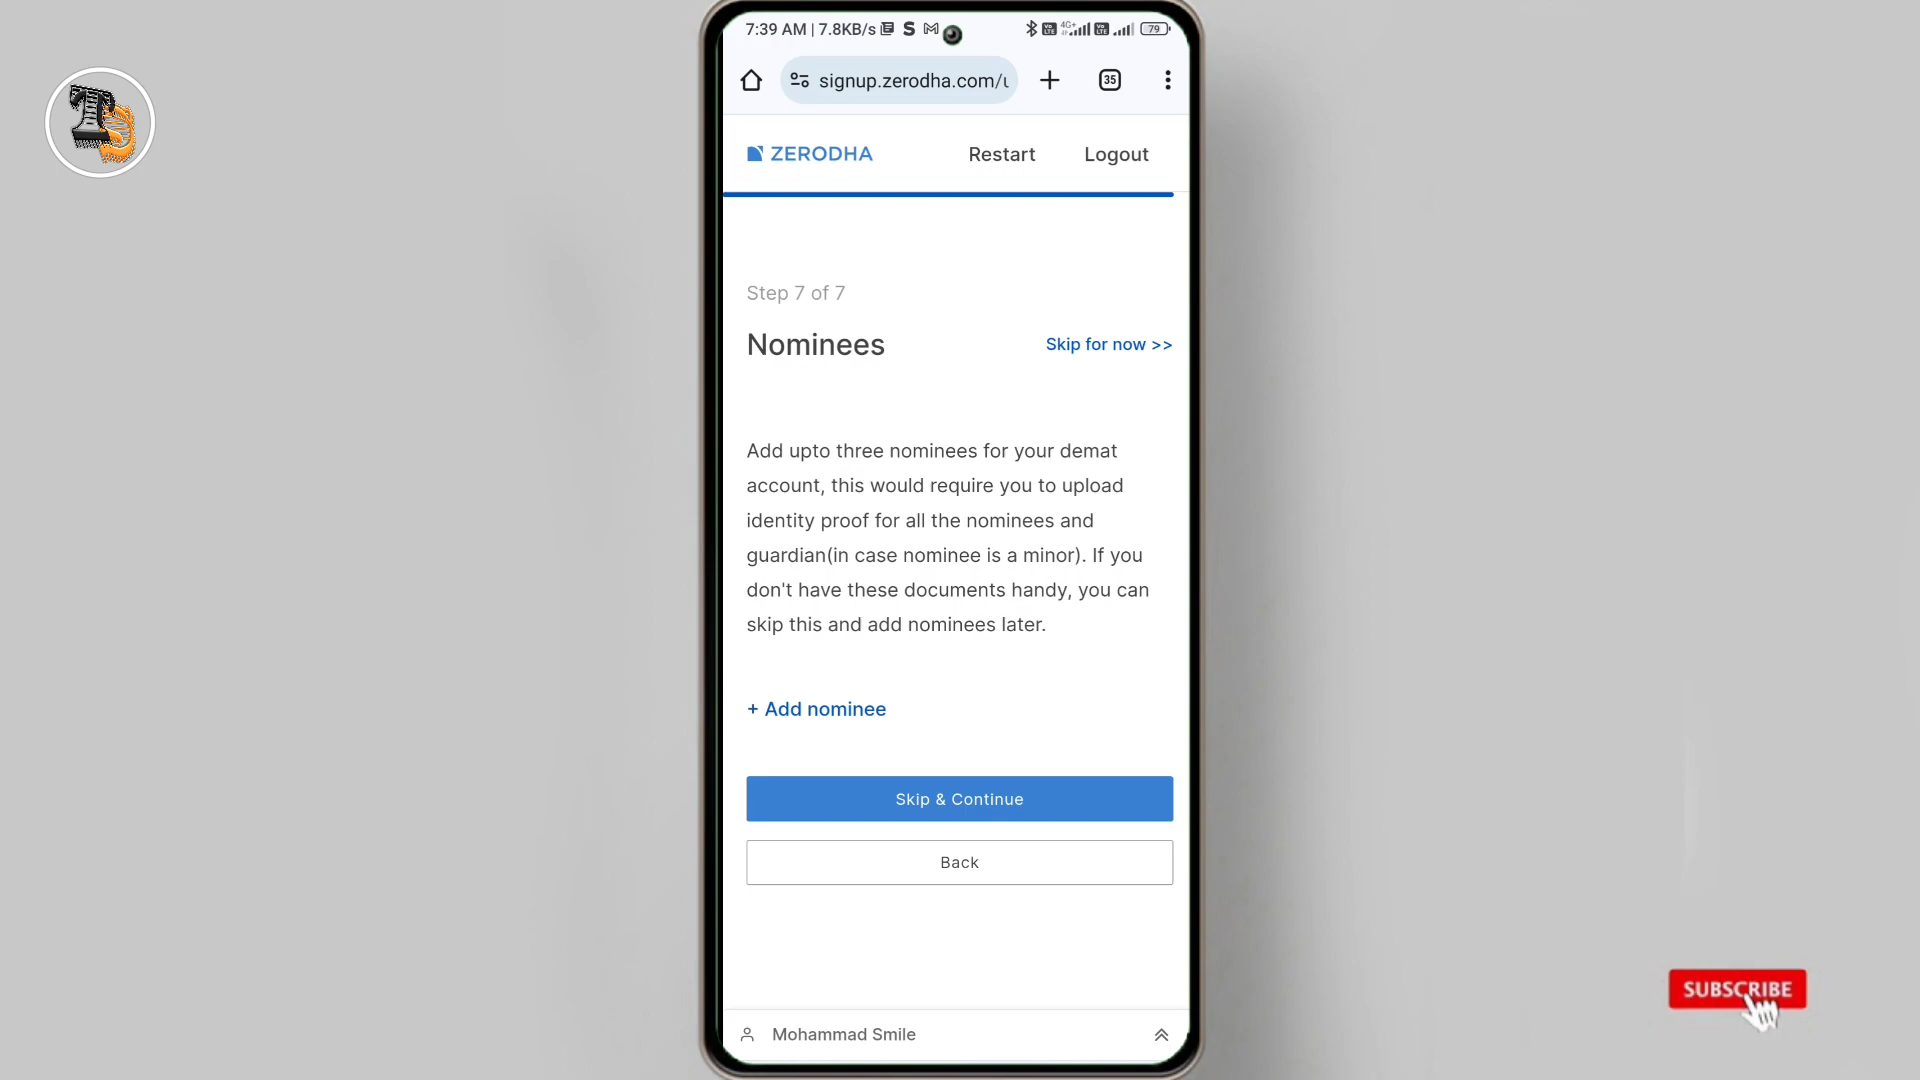 7:39 AM | 7.8KB/s
4G+
79
signup.zerodha.com/u
35
ZERODHA
Restart
Logout
Step 7 of 7
Nominees
Skip for now >>
Add upto three nominees for your demat
account, this would require you to upload
identity proof for all the nominees and
guardian(in case nominee is a minor). If you
don't have these documents handy, you can
skip this and add nominees later.
+ Add nominee
Skip & Continue
Back
Mohammad Smile
SUBSCRIBE